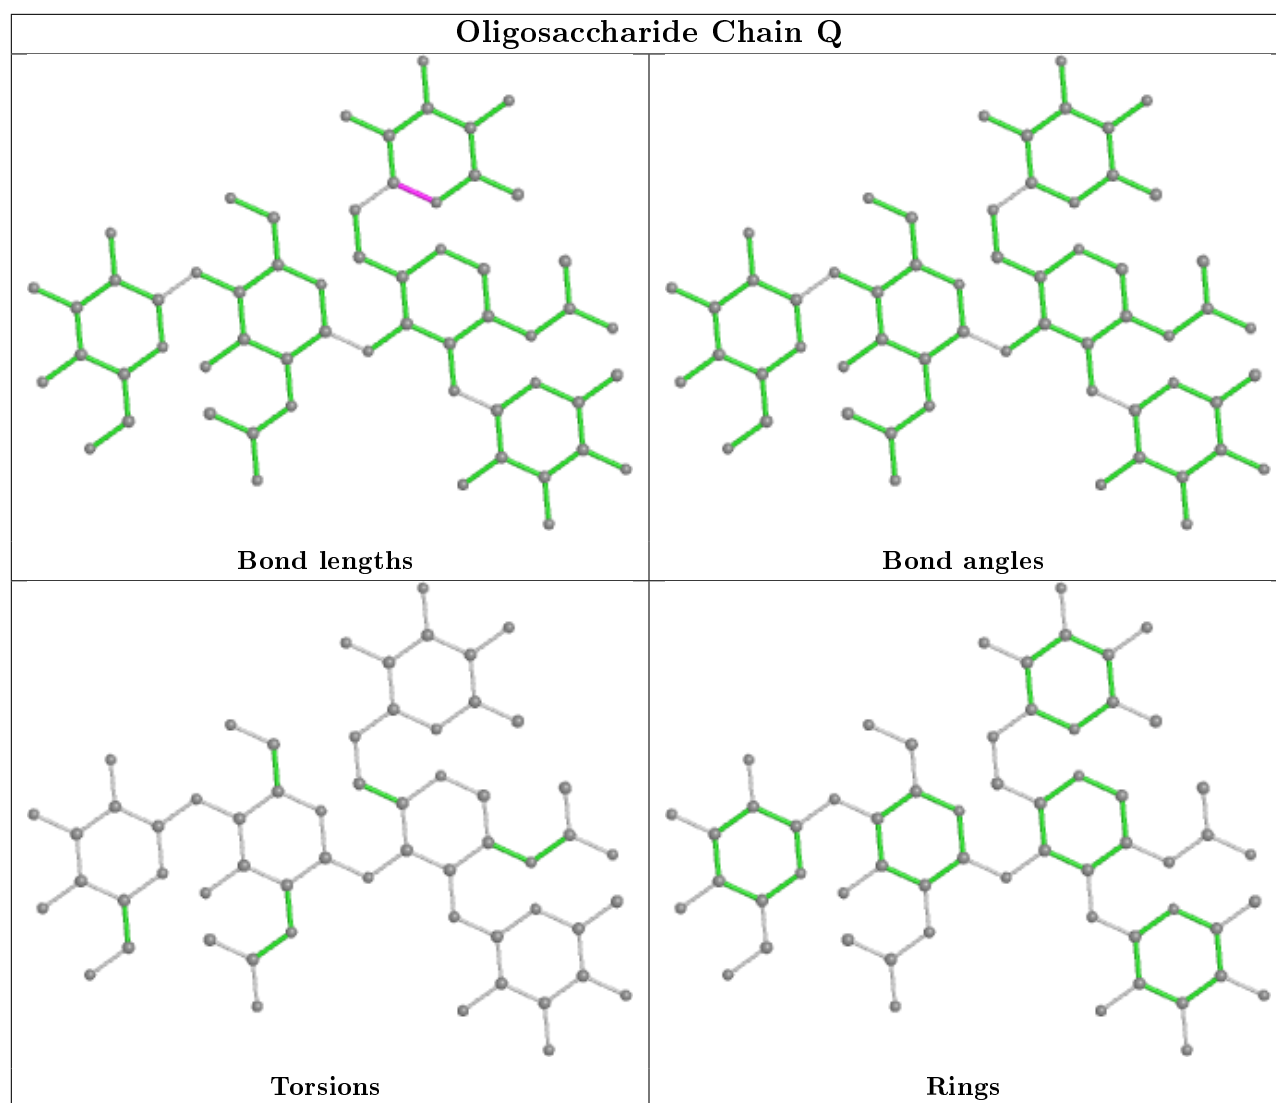 Oligosaccharide Chain Q
Bond lengths
Bond angles
Torsions
Rings